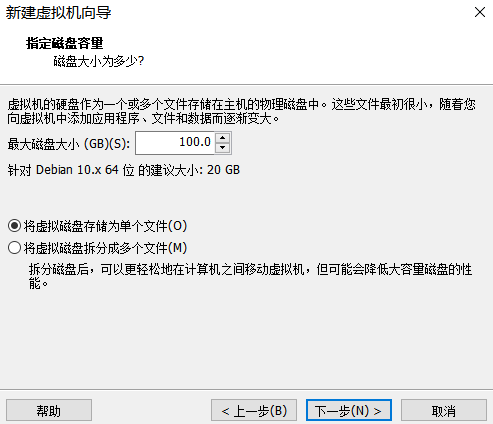 新建虚拟机向导
指定磁盘容量
磁盘大小为多少?
虚拟机的硬盘作为一个或多个文件存储在主机的物理磁盘中。这些文件最初很小，随着您
向虚拟机中添加应用程序、文件和数据而逐渐变大。
最大磁盘大小 (GB)(S): 100.0
针对 Debian 10.x 64 位 的建议大小: 20 GB
将虚拟磁盘存储为单个文件(O)
将虚拟磁盘拆分成多个文件(M)
拆分磁盘后，可以更轻松地在计算机之间移动虚拟机，但可能会降低大容量磁盘的性
能。
帮助 < 上一步(B) 下一步(N) > 取消